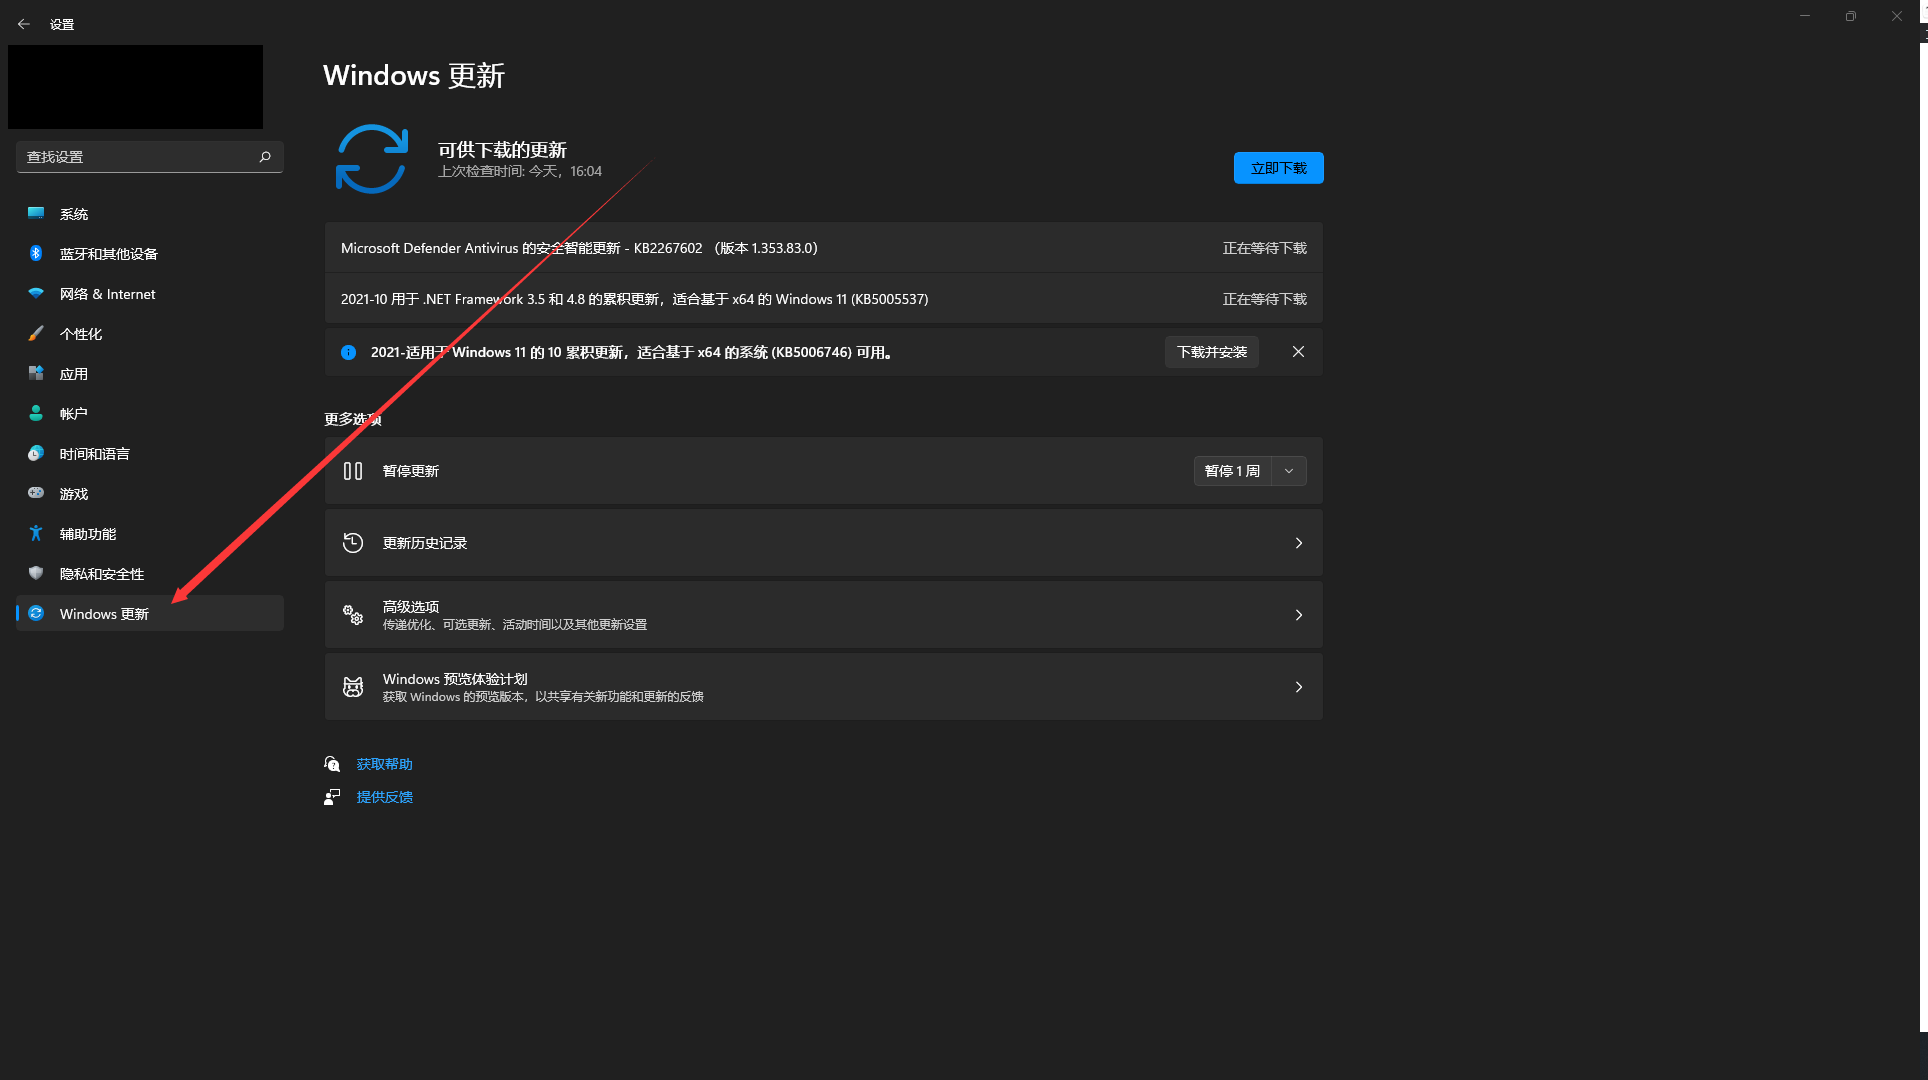 设置
Windows 更新
可供下载的更新
上次检查时间: 今天，16:04
立即下载
查找设置
系统
蓝牙和其他设备
网络 & Internet
个性化
应用
帐户
时间和语言
游戏
辅助功能
隐私和安全性
Windows 更新
Microsoft Defender Antivirus 的安全智能更新 - KB2267602 （版本 1.353.83.0)
正在等待下载
2021-10 用于 .NET Framework 3.5 和 4.8 的累积更新，适合基于 x64 的 Windows 11 (KB5005537)
正在等待下载
2021-适用于 Windows 11 的 10 累积更新，适合基于 x64 的系统 (KB5006746) 可用。
下载并安装
更多选项
暂停更新
暂停 1 周
更新历史记录
高级选项
传递优化、可选更新、活动时间以及其他更新设置
Windows 预览体验计划
获取 Windows 的预览版本，以共享有关新功能和更新的反馈
获取帮助
提供反馈